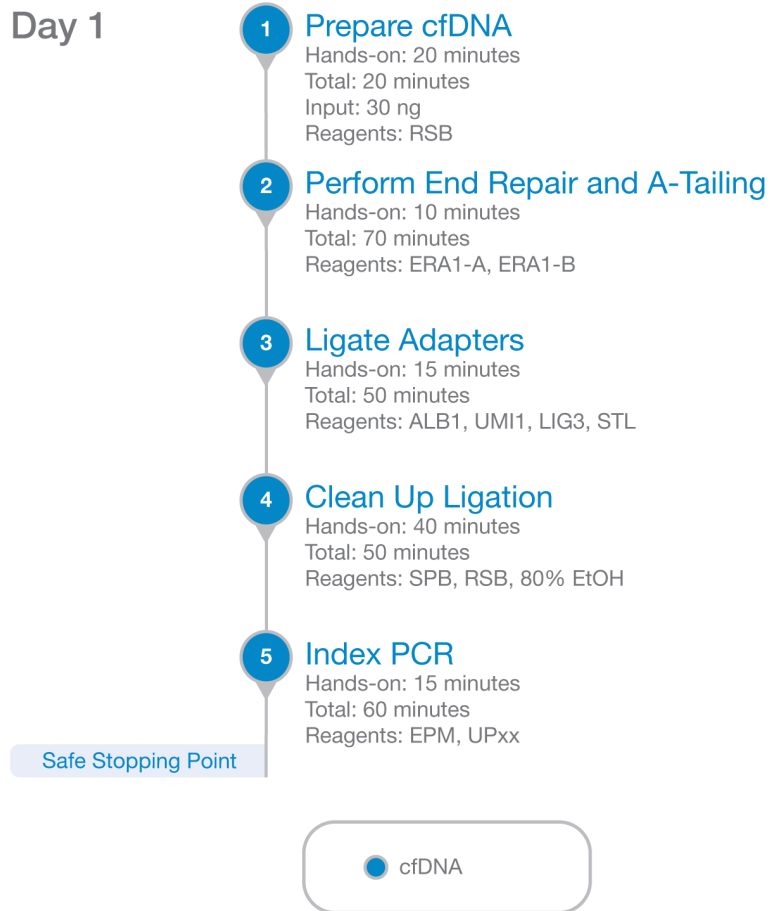 Day 1
1
Prepare cfDNA
Hands-on: 20 minutes
Total: 20 minutes
Input: 30 ng
Reagents: RSB
2
Perform End Repair and A-Tailing
Hands-on: 10 minutes
Total: 70 minutes
Reagents: ERA1-A, ERA1-B
3
Ligate Adapters
Hands-on: 15 minutes
Total: 50 minutes
Reagents: ALB1, UMI1, LIG3, STL
4
Clean Up Ligation
Hands-on: 40 minutes
Total: 50 minutes
Reagents: SPB, RSB, 80% EtOH
5
Index PCR
Hands-on: 15 minutes
Total: 60 minutes
Reagents: EPM, UPxx
Safe Stopping Point
cfDNA